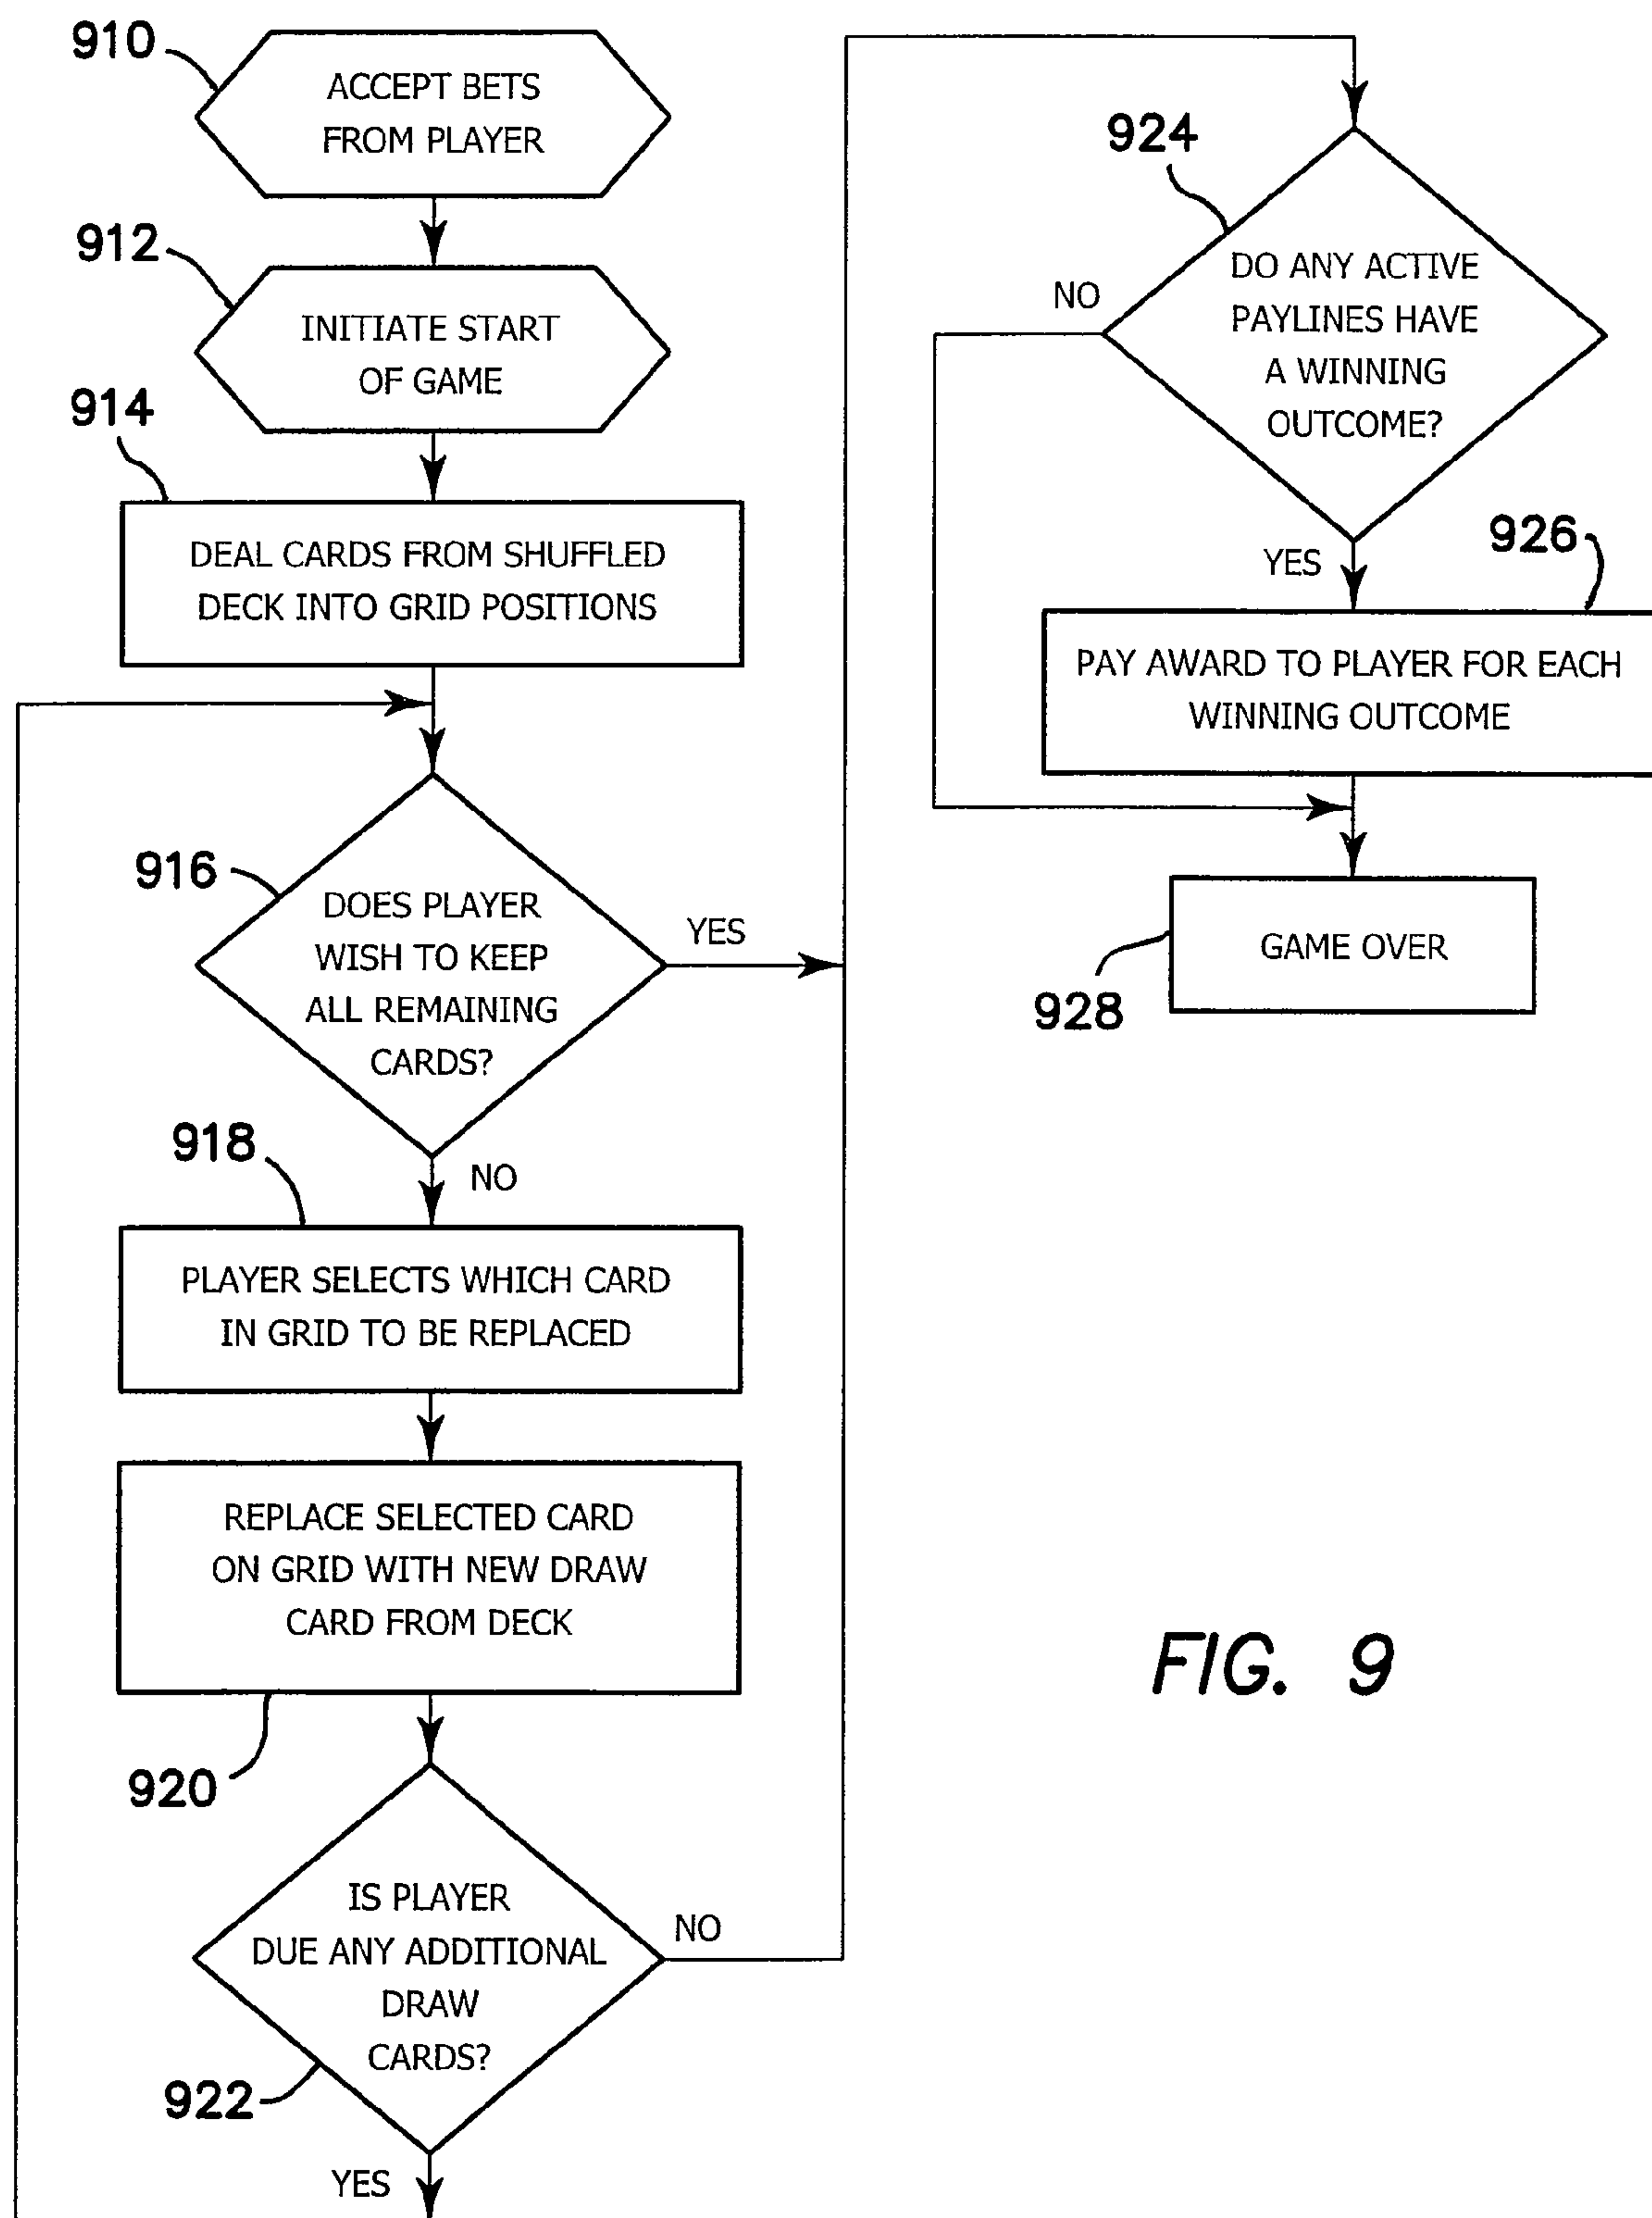 910
ACCEPT BETS
FROM PLAYER
912
INITIATE START
OF GAME
914
DEAL CARDS FROM SHUFFLED
DECK INTO GRID POSITIONS
916
DOES PLAYER
WISH TO KEEP
ALL REMAINING
CARDS?
YES
NO
918
PLAYER SELECTS WHICH CARD
IN GRID TO BE REPLACED
REPLACE SELECTED CARD
ON GRID WITH NEW DRAW
CARD FROM DECK
920
IS PLAYER
DUE ANY ADDITIONAL
DRAW
CARDS?
NO
922
YES
924
DO ANY ACTIVE
PAYLINES HAVE
A WINNING
OUTCOME?
NO
YES
926
PAY AWARD TO PLAYER FOR EACH
WINNING OUTCOME
GAME OVER
928
FIG. 9